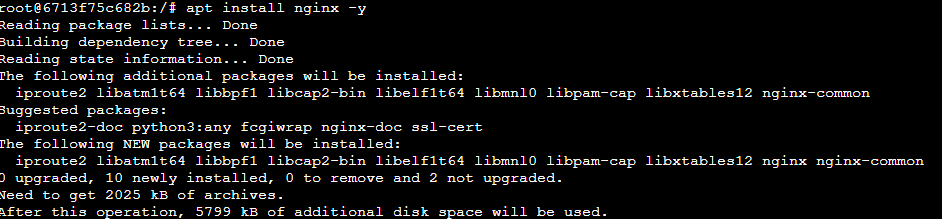 root@6713f75c682b:/# apt install nginx -y
Reading package lists... Done
Building dependency tree... Done
Reading state information... Done
The following additional packages will be installed:
  iproute2 libatm1t64 libbpf1 libcap2-bin libelf1t64 libmnl0 libpam-cap libxtables12 nginx-common
Suggested packages:
  iproute2-doc python3:any fcgiwrap nginx-doc ssl-cert
The following NEW packages will be installed:
  iproute2 libatm1t64 libbpf1 libcap2-bin libelf1t64 libmnl0 libpam-cap libxtables12 nginx nginx-common
0 upgraded, 10 newly installed, 0 to remove and 2 not upgraded.
Need to get 2025 kB of archives.
After this operation, 5799 kB of additional disk space will be used.